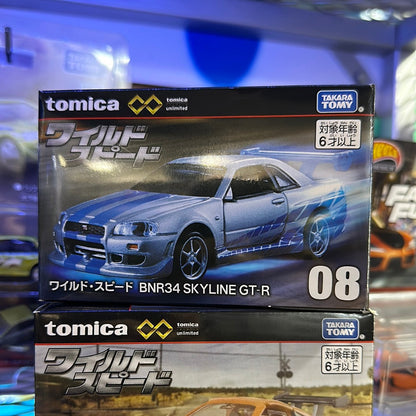 tomica
tomica
unlimited
TAKARA
TOMY
ワイルド
スピード
対象年齢
6才以上
ワイルド・スピード BNR34 SKYLINE GT-R
08
tomica
tomica
unlimited
TAKARA
TOMY
ワイルド
スピード
対象年齢
6才以上